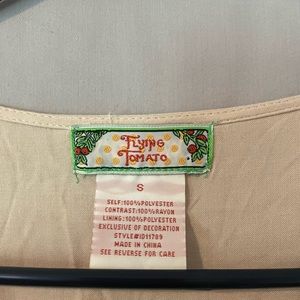 FLYING
TOMATO
S
SELF:100%POLYESTER
CONTRAST:100%RAYON
LINING:100%POLYESTER
EXCLUSIVE OF DECORATION
STYLE#ID11789
MADE IN CHINA
SEE REVERSE FOR CARE